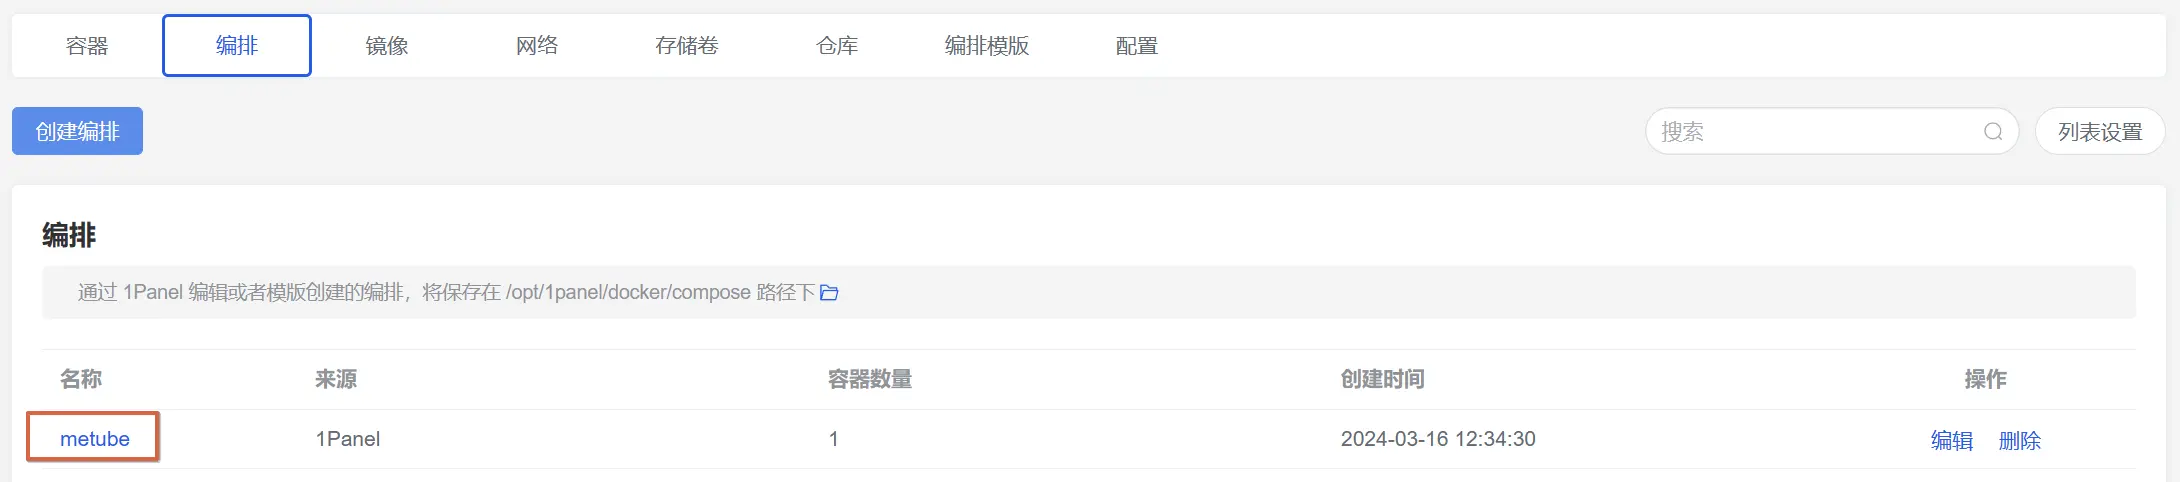 容器 编排 镜像 网络 存储卷 仓库 编排模版 配置
创建编排 搜索 列表设置
编排
通过 1Panel 编辑或者模版创建的编排，将保存在 /opt/1panel/docker/compose 路径下
名称 来源 容器数量 创建时间 操作
metube 1Panel 1 2024-03-16 12:34:30 编辑 删除